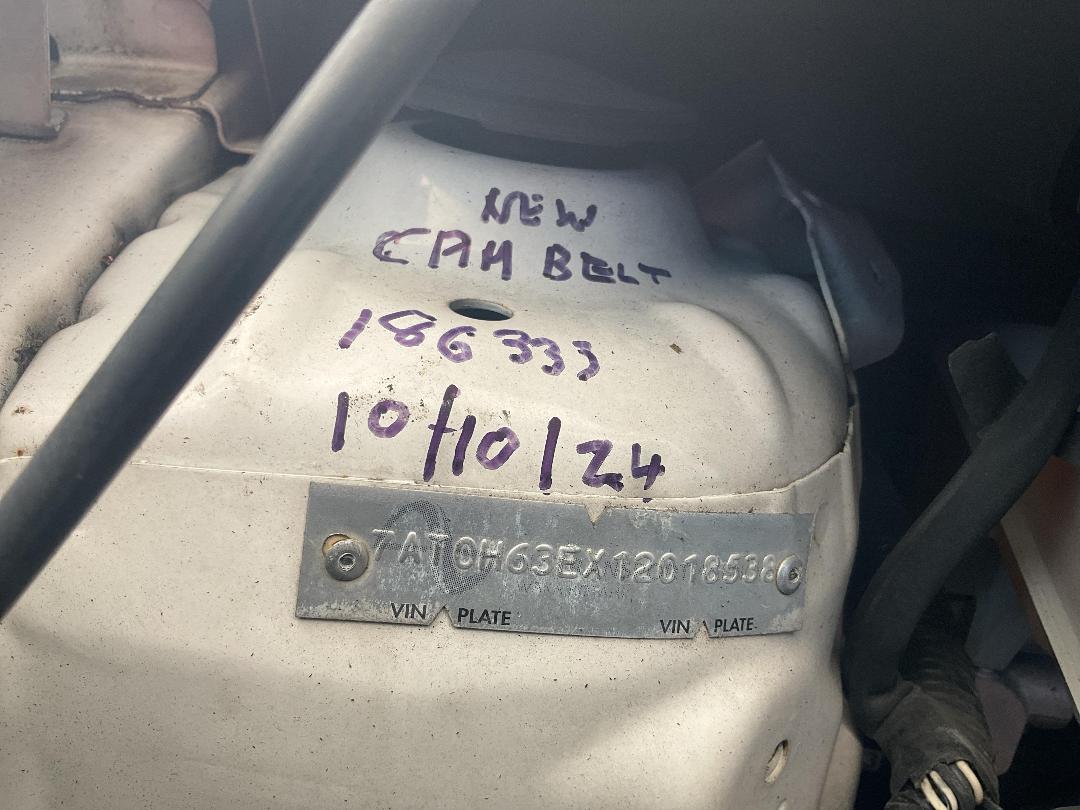 NEW
CAM BELT
186333
10/10/24
7AT0H63EX12018538
VIN PLATE VIN PLATE